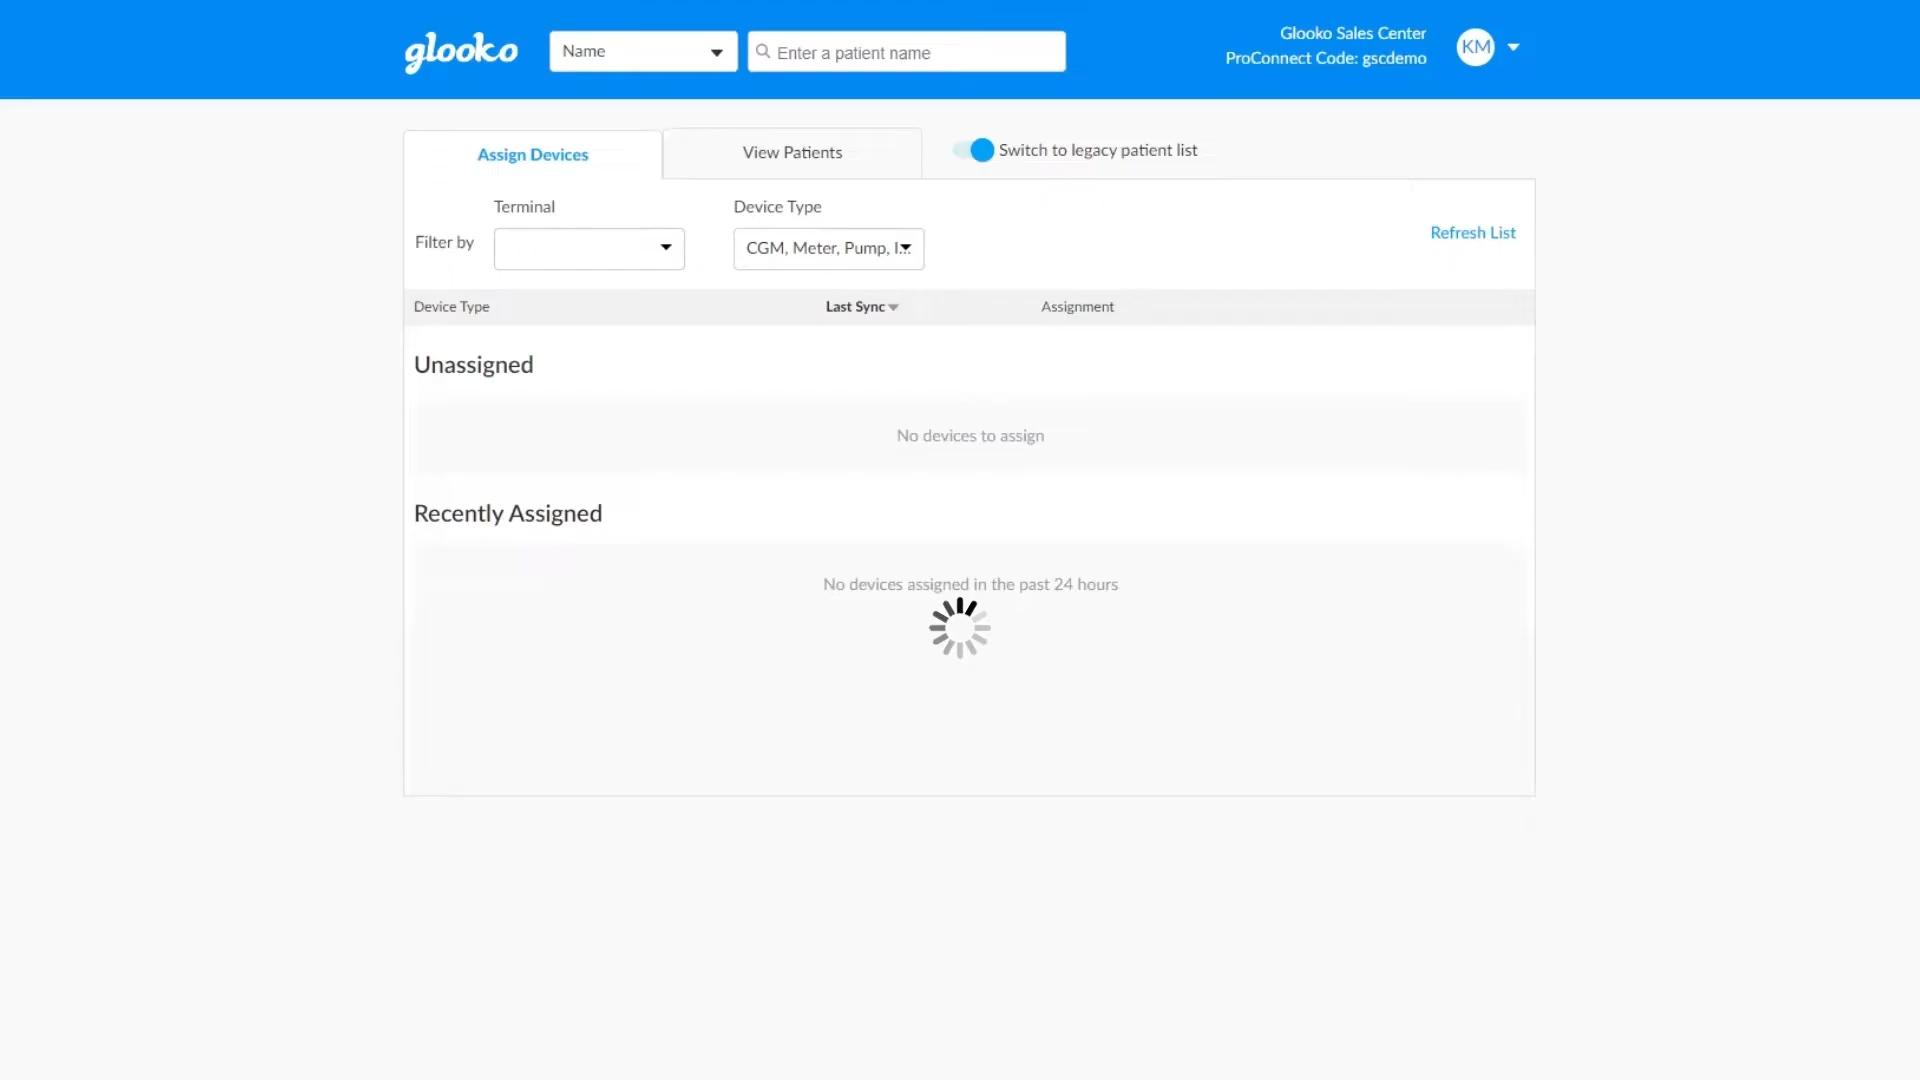 glooko
Name
Enter a patient name
Glooko Sales Center
ProConnect Code: gscdemo
KM
Assign Devices
View Patients
Switch to legacy patient list
Terminal
Device Type
Filter by
CGM, Meter, Pump, I...
Refresh List
Device Type
Last Sync
Assignment
Unassigned
No devices to assign
Recently Assigned
No devices assigned in the past 24 hours